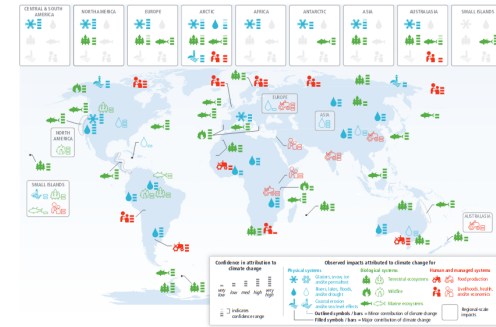 CENTRAL & SOUTH
AMERICA
NORTH AMERICA
EUROPE
ARCTIC
AFRICA
ANTARCTIC
ASIA
AUSTRALASIA
SMALL ISLANDS
EUROPE
ASIA
NORTH
AMERICA
SMALL ISLANDS
AUSTRALASIA
Confidence in attribution to
climate change
very
low
low
med
high
very
high
indicates
confidence range
Observed impacts attributed to climate change for
Physical systems
Biological systems
Human and managed systems
Glaciers, snow, ice
and/or permafrost
Rivers, lakes, floods,
and/or drought
Coastal erosion
and/or sea level effects
Terrestrial ecosystems
Wildfire
Marine ecosystems
Food production
Livelihoods, health,
and/or economics
Outlined symbols / bars = Minor contribution of climate change
Filled symbols / bars = Major contribution of climate change
Regional-scale
impacts